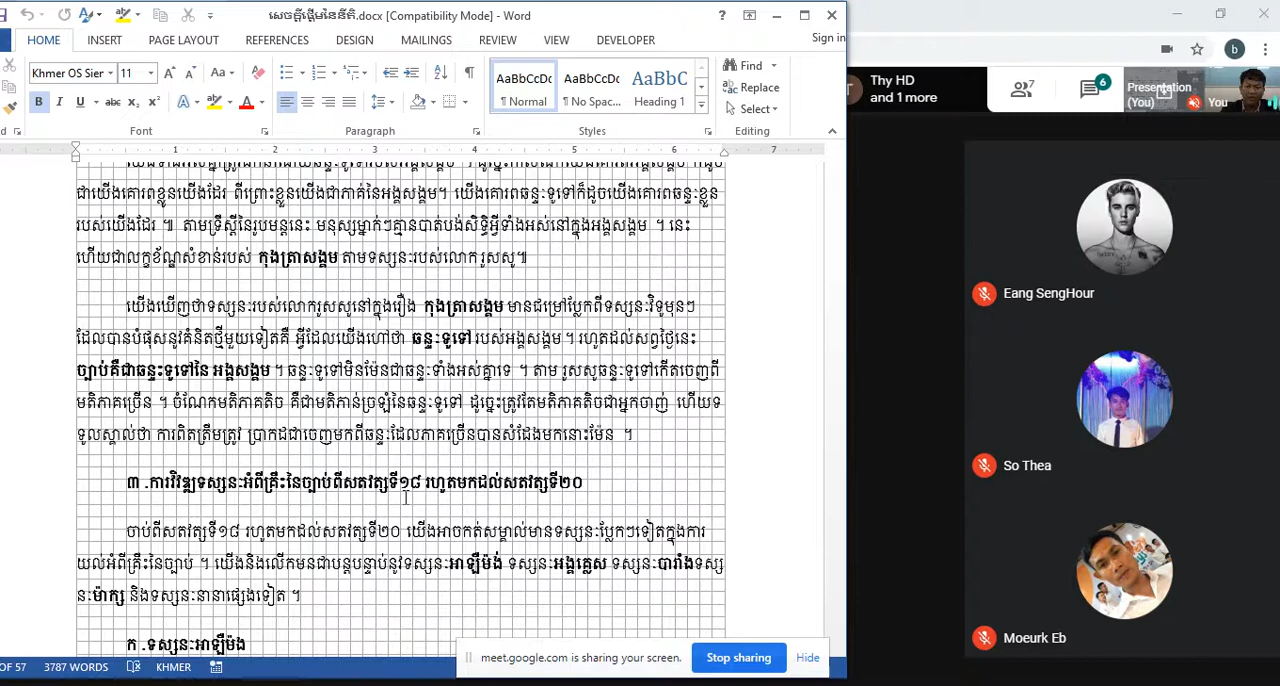 សេចក្តីផ្តើមនៃនីតិ.docx [Compatibility Mode] - Word
HOME INSERT PAGE LAYOUT REFERENCES DESIGN MAILINGS REVIEW VIEW DEVELOPER Sign in
Khmer OS Sier 11
Find
Replace
Select
AaBbCcDc AaBbCcDc AaBbC
Normal No Spac... Heading 1
Font Paragraph Styles Editing
1 2 3 4 5 6 7
ជាយើងគោរពខ្លួនយើងដែរ ពីព្រោះខ្លួនយើងជាភាគនៃអង្គសង្គម។ យើងគោរពឆន្ទៈទូទៅក៏ដូចយើងគោរពឆន្ទៈខ្លួន
របស់យើងដែរ ៕ តាមទ្រឹស្តីនៃរូបមន្តនេះ មនុស្សម្នាក់ៗគ្មានបាត់បង់សិទ្ធិអ្វីទាំងអស់នៅក្នុងអង្គសង្គម ។ នេះ
ហើយជាលក្ខខ័ណ្ឌសំខាន់របស់ កុងត្រាសង្គម តាមទស្សនៈរបស់លោក រូសស្សូ៕
យើងឃើញថាទស្សនៈរបស់លោករូសស្សូនៅក្នុងរឿង កុងត្រាសង្គម មានជម្រៅប្លែកពីទស្សនៈវិទូមុនៗ
ដែលបានបំផុសនូវគំនិតថ្មីមួយទៀតគឺ អ្វីដែលយើងហៅថា ឆន្ទៈទូទៅ របស់អង្គសង្គម ។ រហូតដល់សព្វថ្ងៃនេះ
ច្បាប់គឺជាឆន្ទះទូទៅនៃ អង្គសង្គម ។ ឆន្ទៈទូទៅមិនមែនជាឆន្ទៈទាំងអស់គ្នាទេ ។ តាម រូសស្សូឆន្ទៈទូទៅកើតចេញពី
មតិភាគច្រើន ។ ចំណែកមតិភាគតិច គឺជាមតិភាន់ច្រឡំនៃឆន្ទៈទូទៅ ដូច្នេះត្រូវតែមតិភាគតិចជាអ្នកចាញ់ ហើយទ
ទួលស្គាល់ថា ការពិតត្រឹមត្រូវ ប្រាកដជាចេញមកពីឆន្ទៈដែលភាគច្រើនបានសំដែងមកនោះមែន ។
៣ .ការវិវឌ្ឍទស្សនៈអំពីគ្រឹះនៃច្បាប់ពីសតវត្សទី១៨ រហូតមកដល់សតវត្សទី២០
ចាប់ពីសតវត្សទី១៨ រហូតមកដល់សតវត្សទី២០ យើងអាចកត់សម្គាល់មានទស្សនៈប្លែកៗទៀតក្នុងការ
យល់អំពីគ្រឹះនៃច្បាប់ ។ យើងនិងលើកមនជាបន្តបន្ទាប់នូវទស្សនៈអាឡឺម៉ង់ ទស្សនៈអង់គ្លេស ទស្សនៈបារាំងទស្ស
នៈម៉ាក្ស និងទស្សនៈនានាផ្សេងទៀត ។
ក .ទស្សនៈអាឡឺម៉ង
OF 57 3787 WORDS KHMER
meet.google.com is sharing your screen. Stop sharing Hide
b
T Thy HD
and 1 more
7
6
Presentation
(You)
You
Eang SengHour
So Thea
Moeurk Eb